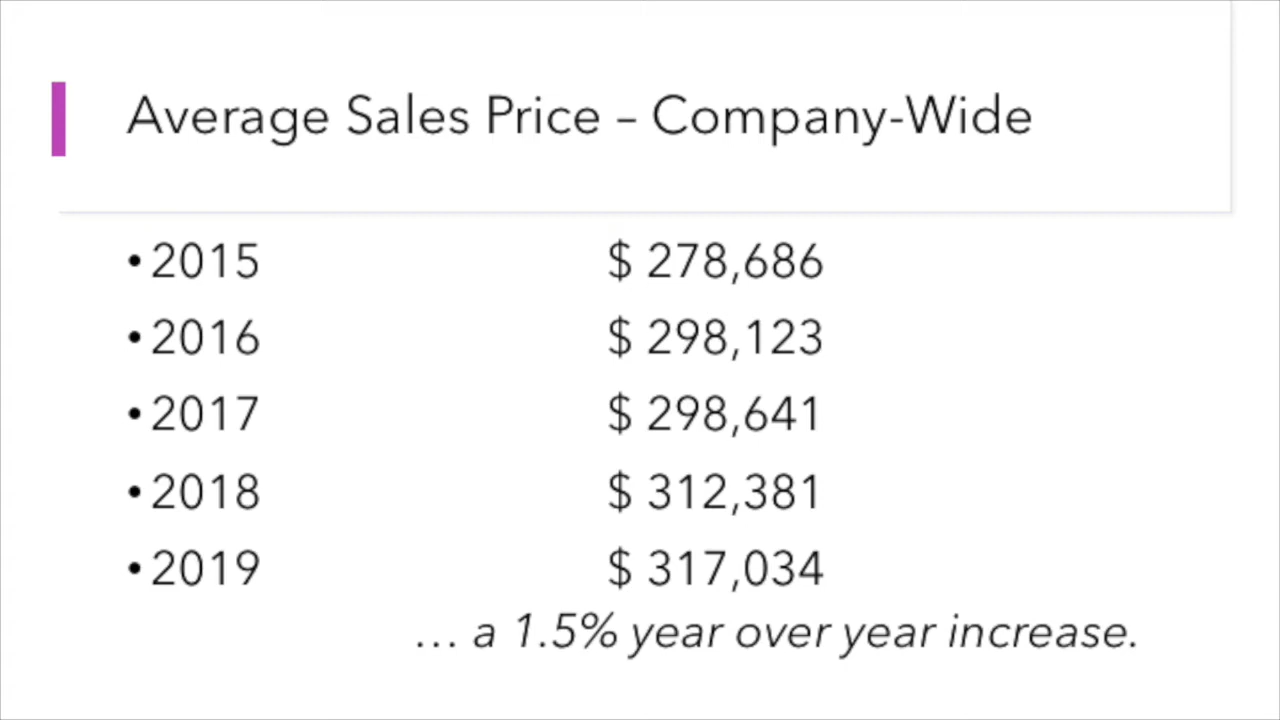 Average Sales Price – Company-Wide
• 2015 $ 278,686
• 2016 $ 298,123
• 2017 $ 298,641
• 2018 $ 312,381
• 2019 $ 317,034
… a 1.5% year over year increase.